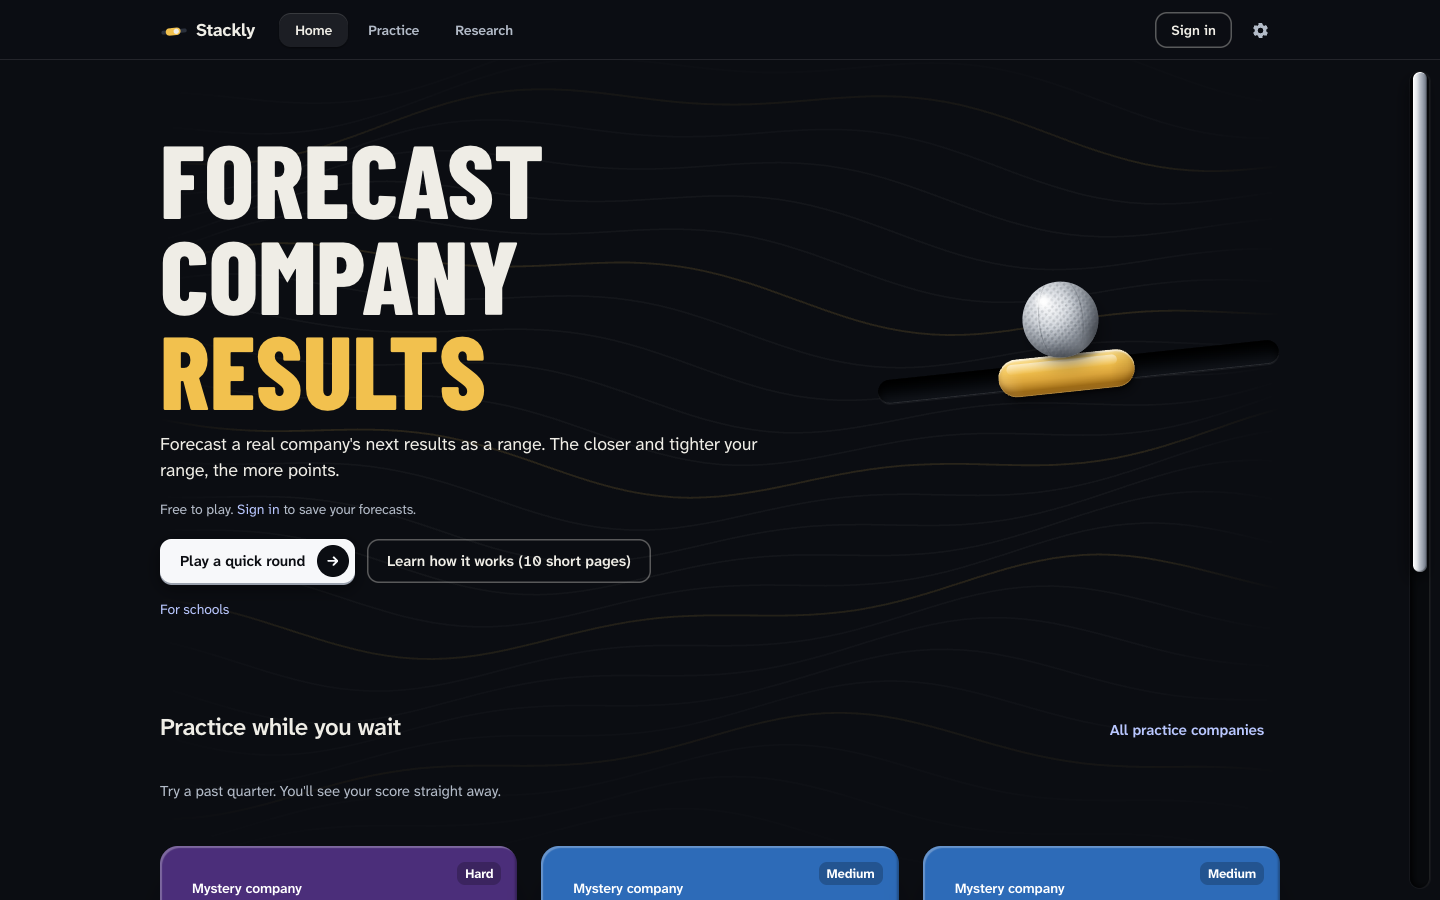 Stackly
Home
Practice
Research
Sign in
FORECAST
COMPANY
RESULTS
Forecast a real company's next results as a range. The closer and tighter your
range, the more points.
Free to play. Sign in to save your forecasts.
Play a quick round
Learn how it works (10 short pages)
For schools
Practice while you wait
All practice companies
Try a past quarter. You'll see your score straight away.
Hard
Mystery company
Medium
Mystery company
Medium
Mystery company